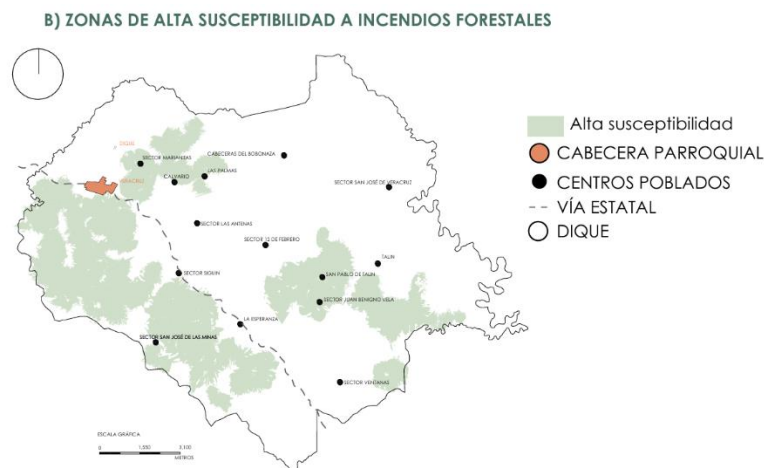 B) ZONAS DE ALTA SUSCEPTIBILIDAD A INCENDIOS FORESTALES
DIQUE
SECTOR MARIANITAS
CABECERAS DEL BOBONAZA
VERACRUZ
CALVARIO
LAS PALMAS
SECTOR SAN JOSÉ DE VERACRUZ
SECTOR LAS ANTENAS
SECTOR 12 DE FEBRERO
TALIN
SECTOR SIGUIN
SAN PABLO DE TALIN
SECTOR JUAN BENIGNO VELA
LA ESPERANZA
SECTOR SAN JOSÉ DE LAS MINAS
SECTOR VENTANAS
ESCALA GRÁFICA
0
METROS
Alta susceptibilidad
CABECERA PARROQUIAL
CENTROS POBLADOS
VÍA ESTATAL
DIQUE